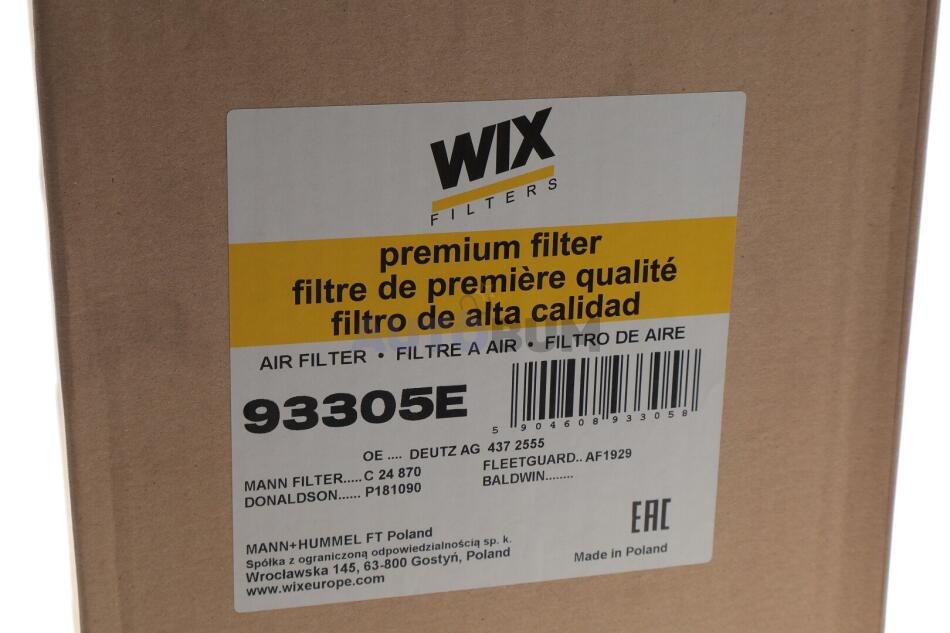 WIX
FILTERS
premium filter
filtre de première qualité
filtro de alta calidad
AUTOBUM
AIR FILTER • FILTRE A AIR • FILTRO DE AIRE
93305E
5 904608 933058
OE .... DEUTZ AG 437 2555
MANN FILTER.....C 24 870 FLEETGUARD.. AF1929
DONALDSON...... P181090 BALDWIN........
EAC
MANN+HUMMEL FT Poland
Spółka z ograniczoną odpowiedzialnością sp. k.
Wrocławska 145, 63-800 Gostyń, Poland
www.wixeurope.com
Made in Poland